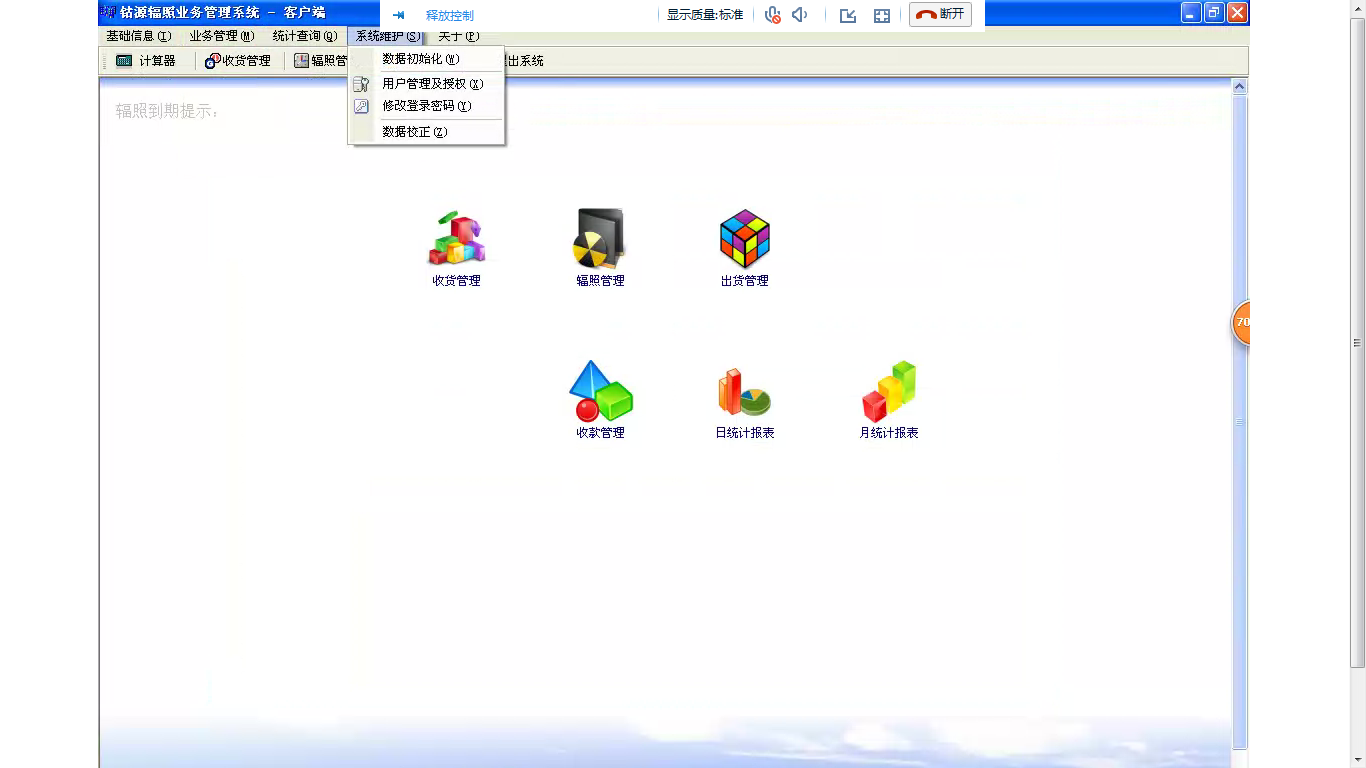 钴源辐照业务管理系统 - 客户端
释放控制
显示质量:标准
断开
基础信息(I) 业务管理(M) 统计查询(Q) 系统维护(S) 关于(P)
计算器 收货管理 辐照管 出系统
数据初始化(W)
用户管理及授权(X)
修改登录密码(Y)
数据校正(Z)
辐照到期提示;
收货管理 辐照管理 出货管理
70
收款管理 日统计报表 月统计报表